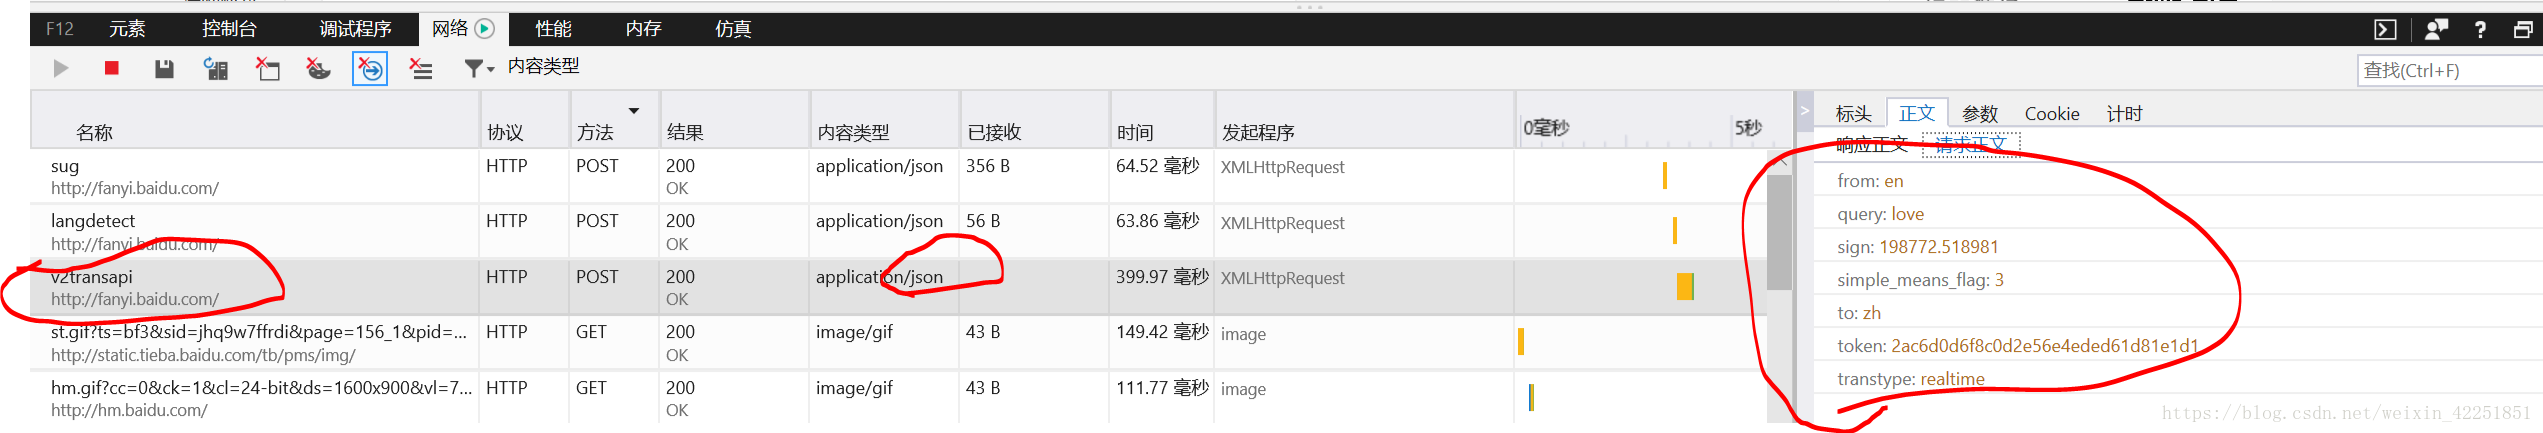 F12 元素 控制台 调试程序 网络 性能 内存 仿真 ?
内容类型 查找(Ctrl+F)
名称 协议 方法 结果 内容类型 已接收 时间 发起程序 0毫秒 5秒
sug HTTP POST 200 application/json 356 B 64.52 毫秒 XMLHttpRequest
http://fanyi.baidu.com/ OK
langdetect HTTP POST 200 application/json 56 B 63.86 毫秒 XMLHttpRequest
http://fanyi.baidu.com/ OK
v2transapi HTTP POST 200 application/json 399.97 毫秒 XMLHttpRequest
http://fanyi.baidu.com/ OK
st.gif?ts=bf3&sid=jhq9w7ffrdi&page=156_1&pid=... HTTP GET 200 image/gif 43 B 149.42 毫秒 image
http://static.tieba.baidu.com/tb/pms/img/ OK
hm.gif?cc=0&ck=1&cl=24-bit&ds=1600x900&vl=7... HTTP GET 200 image/gif 43 B 111.77 毫秒 image
http://hm.baidu.com/ OK
标头 正文 参数 Cookie 计时
响应正文 请求正文
from: en
query: love
sign: 198772.518981
simple_means_flag: 3
to: zh
token: 2ac6d0d6f8c0d2e56e4eded61d81e1d1
transtype: realtime
https://blog.csdn.net/weixin_42251851